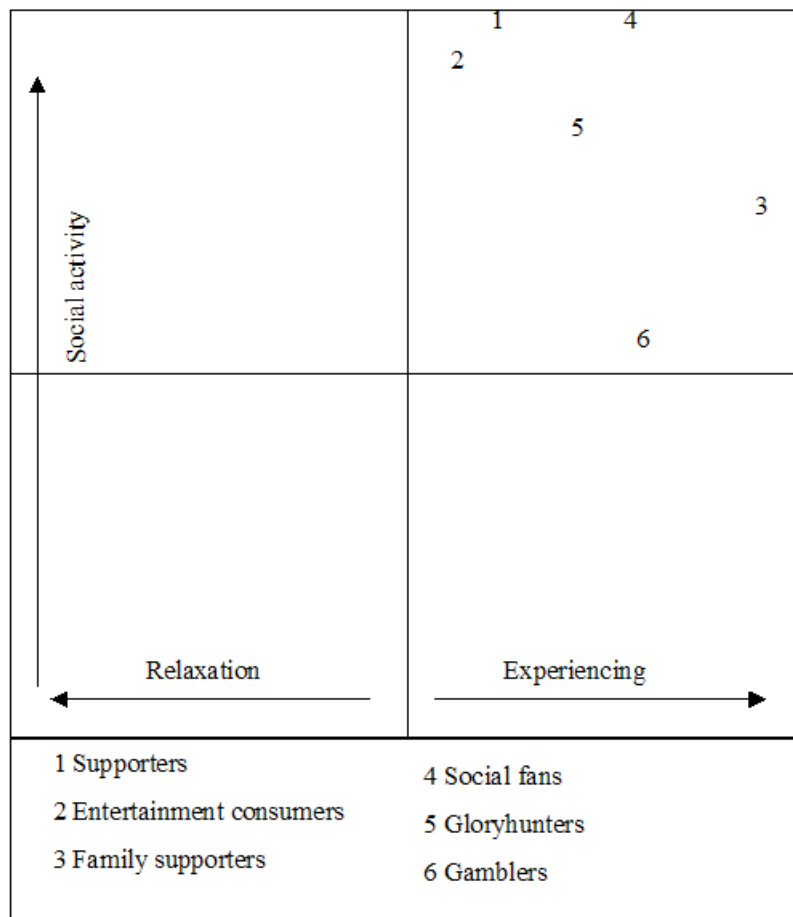 1
4
2
5
3
6
Social activity
Relaxation
Experiencing
1 Supporters
2 Entertainment consumers
3 Family supporters
4 Social fans
5 Gloryhunters
6 Gamblers